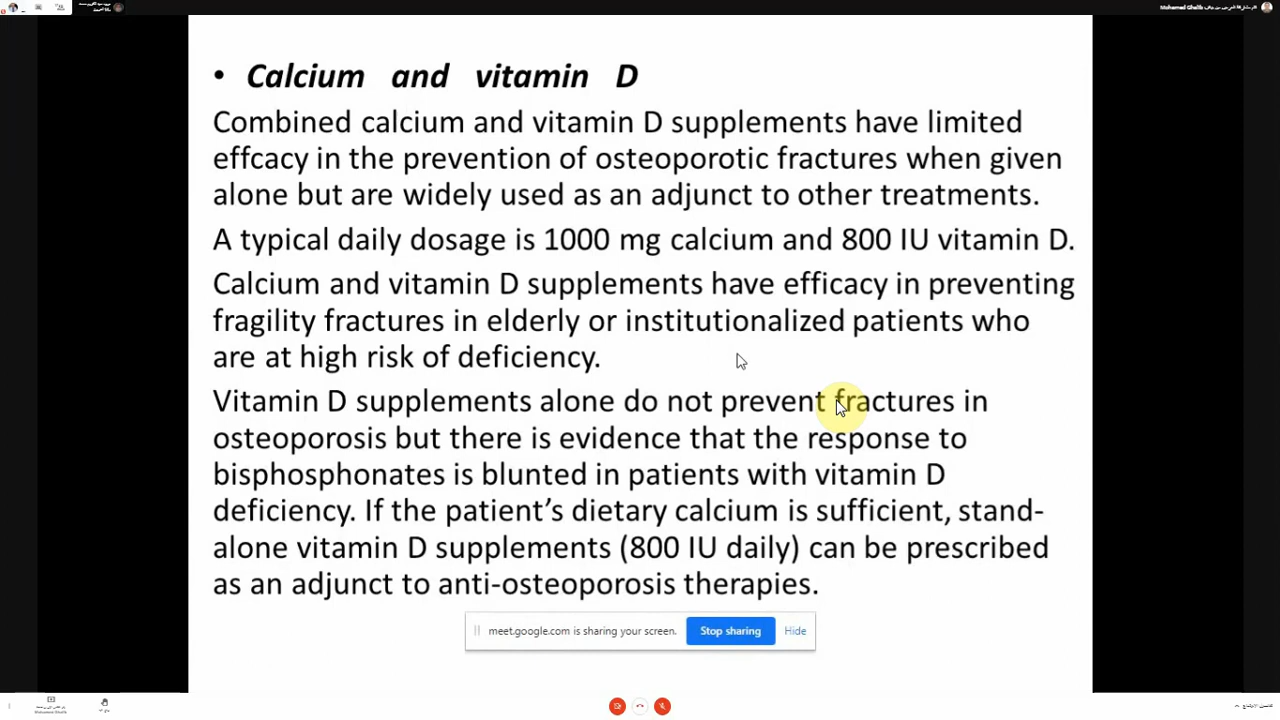 Mohamed Ghalib
• Calcium and vitamin D
Combined calcium and vitamin D supplements have limited
effcacy in the prevention of osteoporotic fractures when given
alone but are widely used as an adjunct to other treatments.
A typical daily dosage is 1000 mg calcium and 800 IU vitamin D.
Calcium and vitamin D supplements have efficacy in preventing
fragility fractures in elderly or institutionalized patients who
are at high risk of deficiency.
Vitamin D supplements alone do not prevent fractures in
osteoporosis but there is evidence that the response to
bisphosphonates is blunted in patients with vitamin D
deficiency. If the patient’s dietary calcium is sufficient, stand-
alone vitamin D supplements (800 IU daily) can be prescribed
as an adjunct to anti-osteoporosis therapies.
meet.google.com is sharing your screen. Stop sharing Hide
Mohamed Ghalib